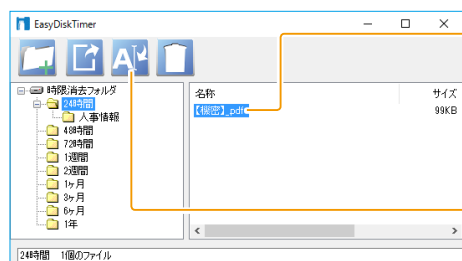 EasyDiskTimer
時限消去フォルダ
24時間
人事情報
48時間
72時間
1週間
2週間
1ヶ月
3ヶ月
6ヶ月
1年
名称 サイズ
【機密】_pdf 99KB
24時間 1個のファイル